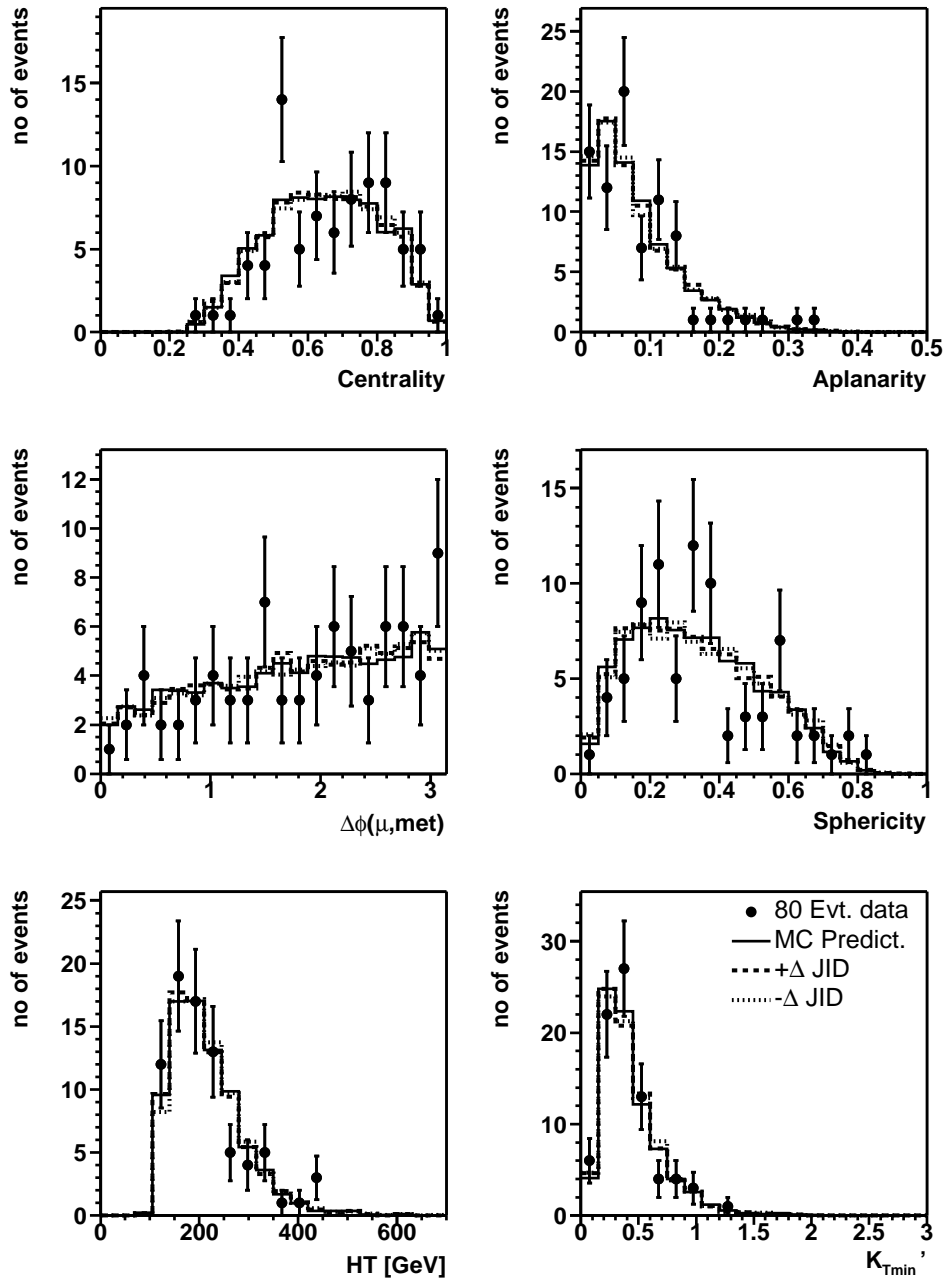 no of events
15
10
5
0
0 0.2 0.4 0.6 0.8 1
Centrality
no of events
25
20
15
10
5
0
0 0.1 0.2 0.3 0.4 0.5
Aplanarity
no of events
12
10
8
6
4
2
0
0 1 2 3
Δϕ(μ,met)
no of events
15
10
5
0
0 0.2 0.4 0.6 0.8 1
Sphericity
no of events
25
20
15
10
5
0
0 200 400 600
HT [GeV]
no of events
30
20
10
0
0 0.5 1 1.5 2 2.5 3
K_Tmin '
80 Evt. data
MC Predict.
+Δ JID
-Δ JID